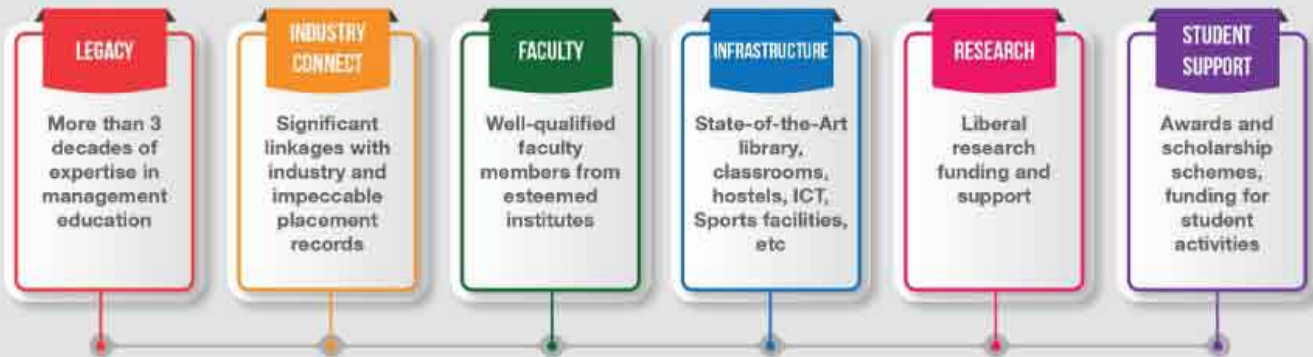 LEGACY
More than 3
decades of
expertise in
management
education
INDUSTRY
CONNECT
Significant
linkages with
industry and
impeccable
placement
records
FACULTY
Well-qualified
faculty
members from
esteemed
institutes
INFRASTRUCTURE
State-of-the-Art
library,
classrooms,
hostels, ICT,
Sports facilities,
etc
RESEARCH
Liberal
research
funding and
support
STUDENT
SUPPORT
Awards and
scholarship
schemes,
funding for
student
activities